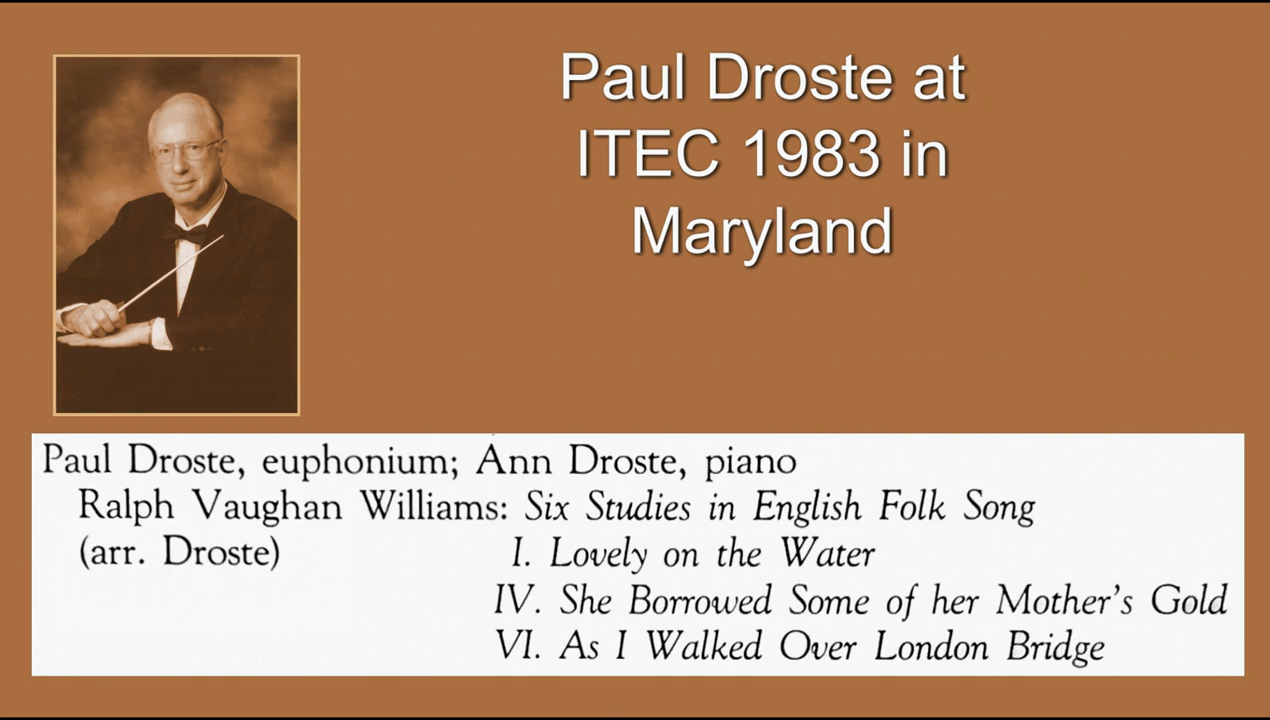 Paul Droste at
ITEC 1983 in
Maryland
Paul Droste, euphonium; Ann Droste, piano
Ralph Vaughan Williams: Six Studies in English Folk Song
(arr. Droste) I. Lovely on the Water
IV. She Borrowed Some of her Mother's Gold
VI. As I Walked Over London Bridge